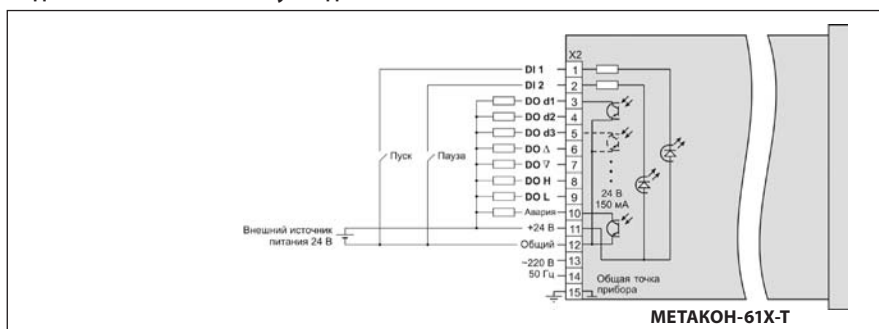 X2
DI 1 1
DI 2 2
DO d1 3
DO d2 4
DO d3 5
DO Δ 6
DO ∇ 7
DO H 8
DO L 9
Авария 10
+24 В 11
Общий 12
~220 В 13
50 Гц 14
15
Пуск
Пауза
24 В
150 мА
Внешний источник
питания 24 В
Общая точка
прибора
МЕТАКОН-61Х-Т